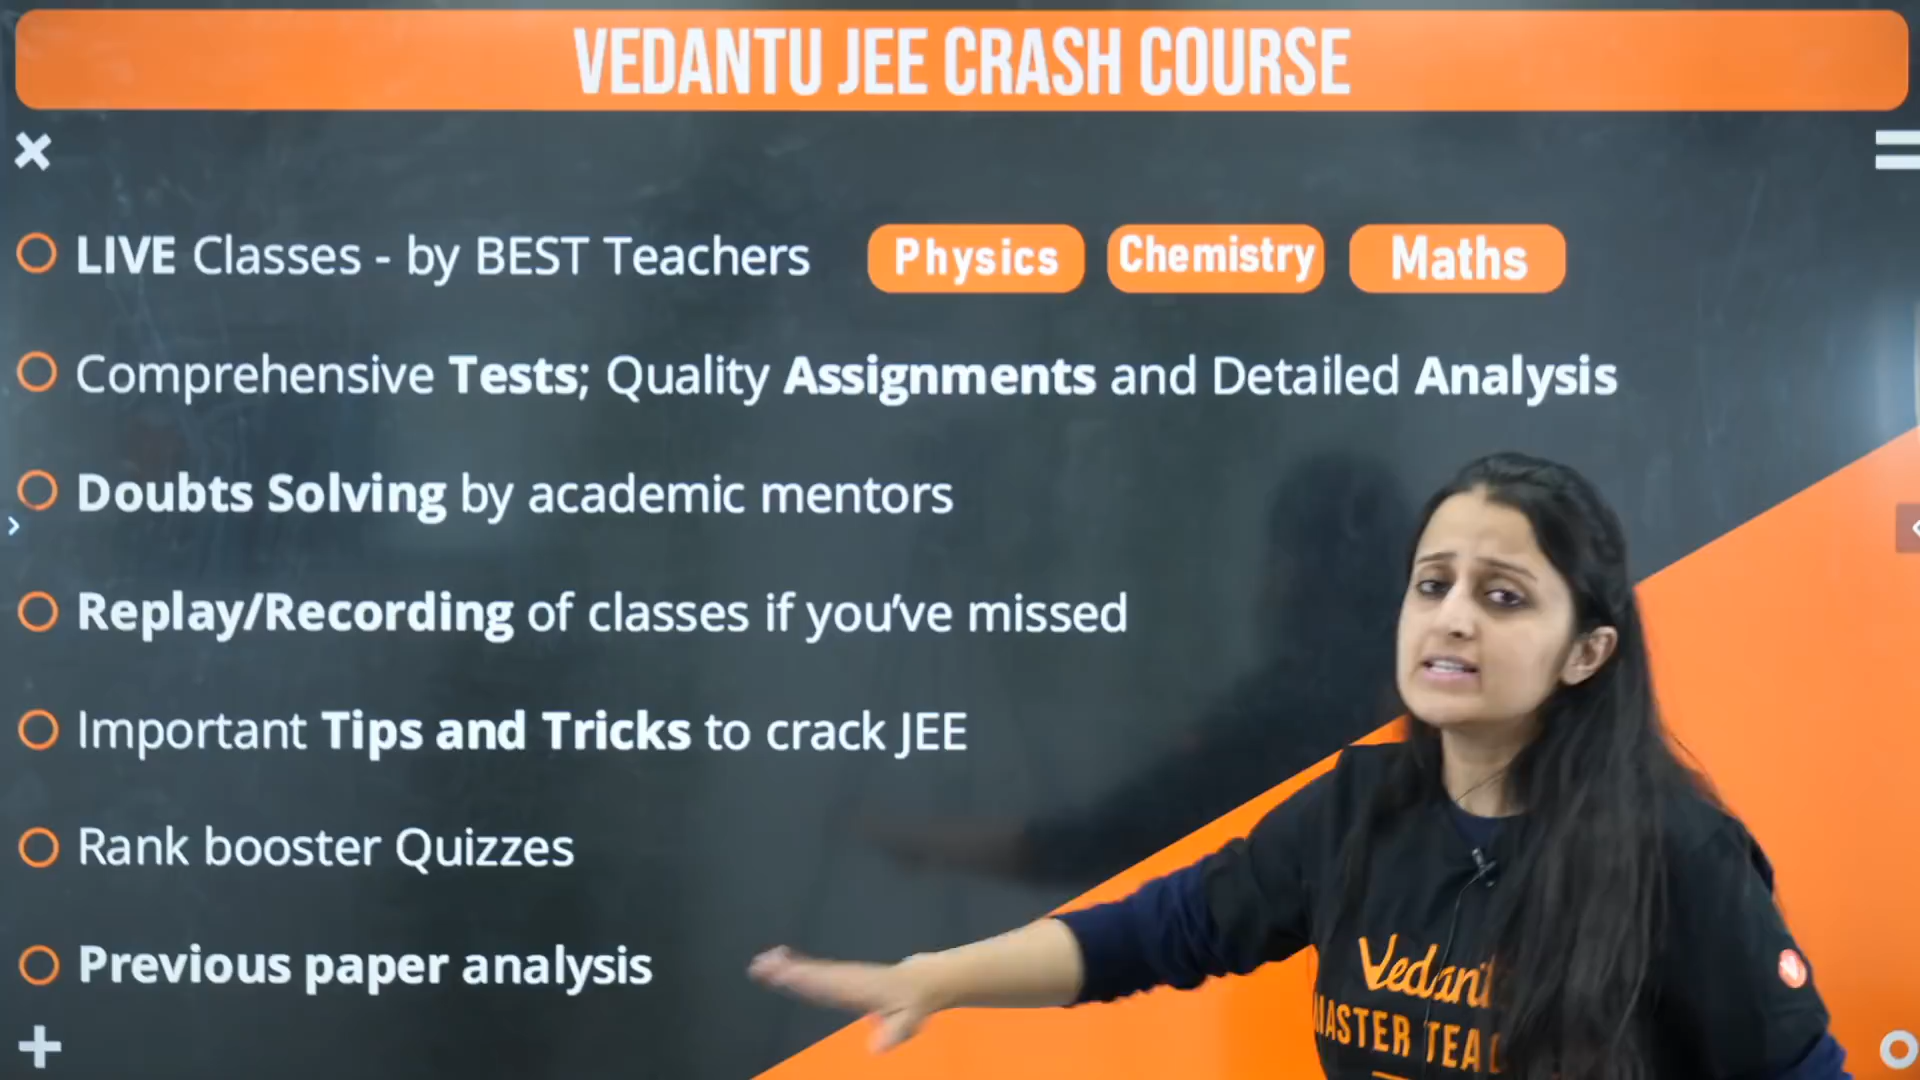 VEDANTU JEE CRASH COURSE
LIVE Classes - by BEST Teachers Physics Chemistry Maths
Comprehensive Tests; Quality Assignments and Detailed Analysis
Doubts Solving by academic mentors
Replay/Recording of classes if you've missed
Important Tips and Tricks to crack JEE
Rank booster Quizzes
Previous paper analysis